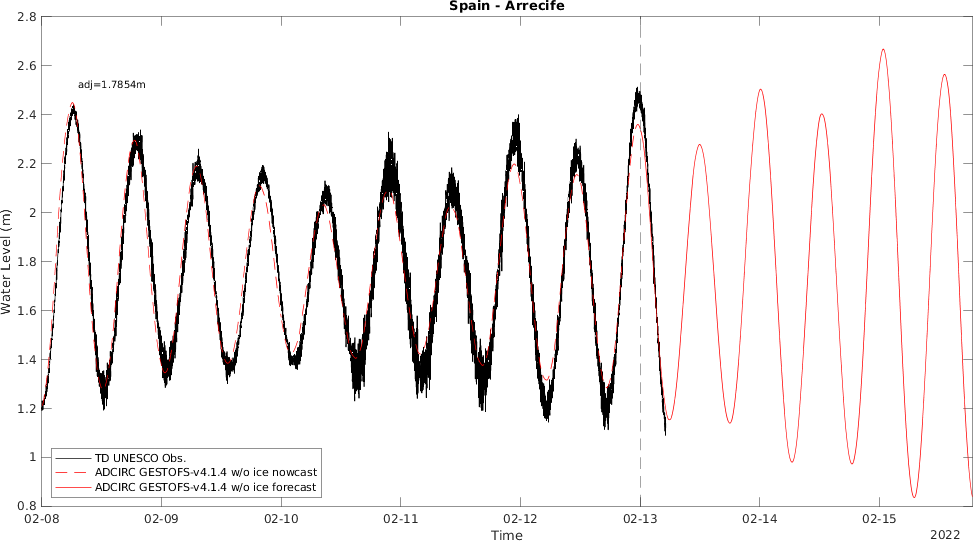 Spain - Arrecife
adj=1.7854m
Water Level (m)
2.8
2.6
2.4
2.2
2
1.8
1.6
1.4
1.2
1
0.8
TD UNESCO Obs.
ADCIRC GESTOFS-v4.1.4 w/o ice nowcast
ADCIRC GESTOFS-v4.1.4 w/o ice forecast
02-08 02-09 02-10 02-11 02-12 02-13 02-14 02-15
Time
2022